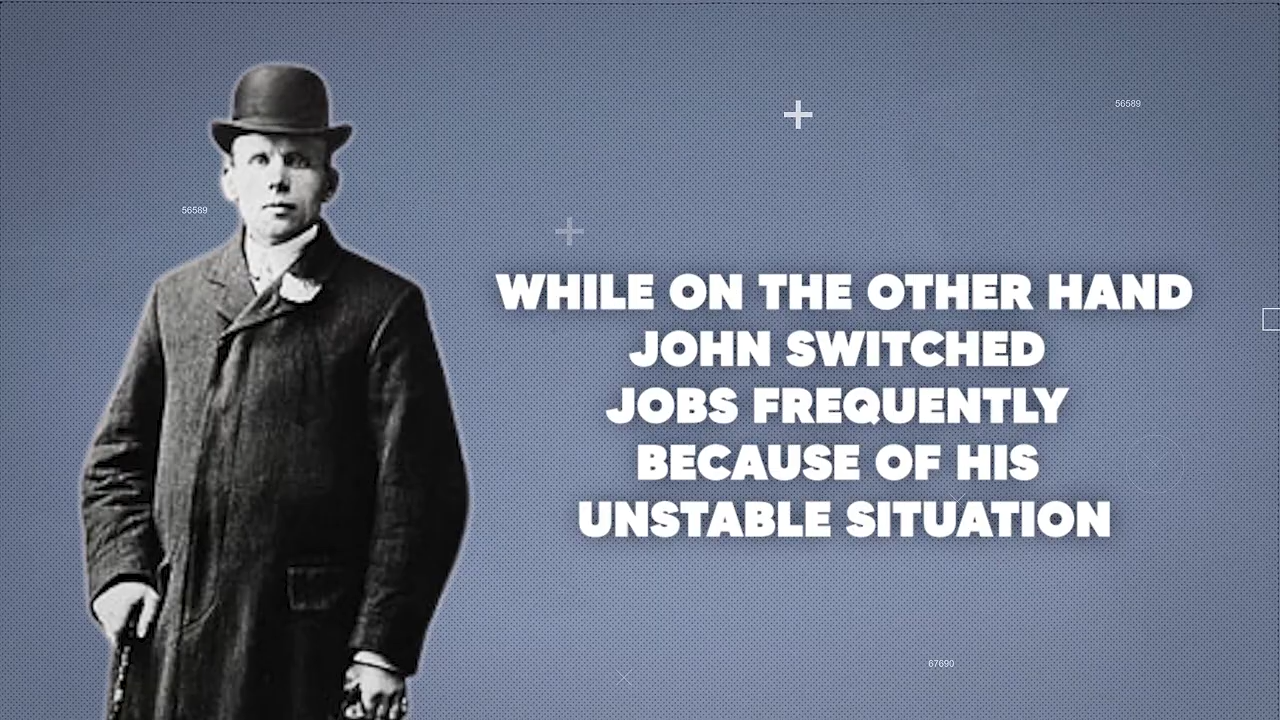 56589
56589
WHILE ON THE OTHER HAND
JOHN SWITCHED
JOBS FREQUENTLY
BECAUSE OF HIS
UNSTABLE SITUATION
67690